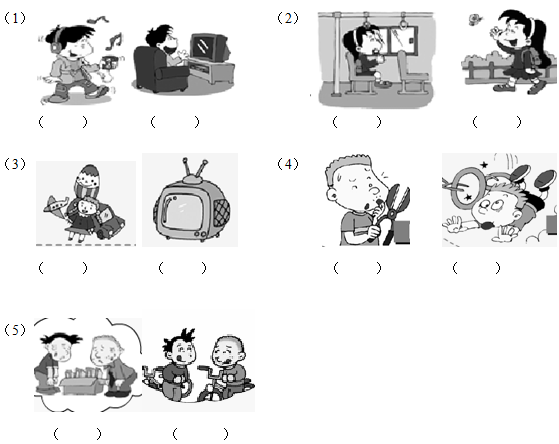 （1） （2）
（ ） （ ） （ ） （ ）
（3） （4）
（ ） （ ） （ ） （ ）
（5）
（ ） （ ）